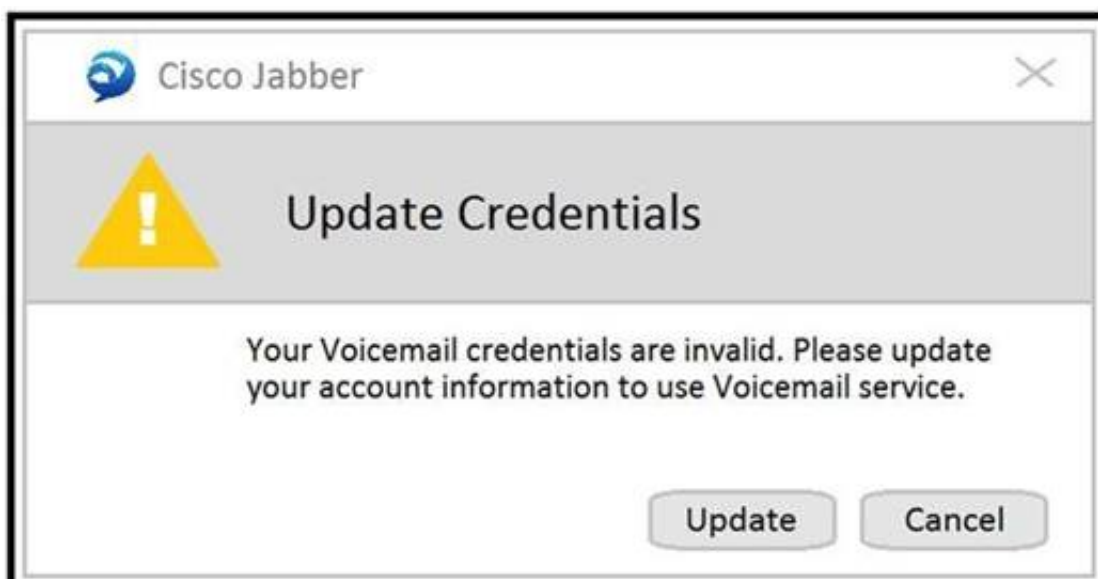 Cisco Jabber
Update Credentials
Your Voicemail credentials are invalid. Please update
your account information to use Voicemail service.
Update Cancel